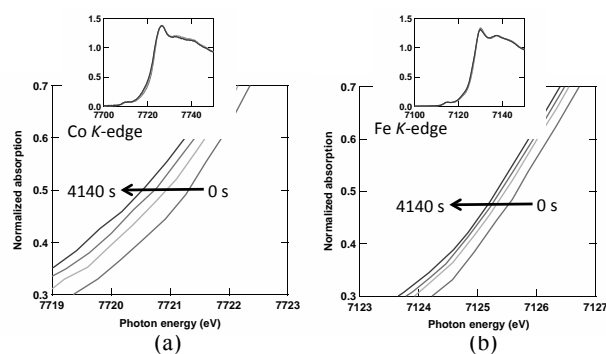 1.5
1.0
0.5
0.0
7700 7720 7740
Co K-edge
0.7
0.6
0.5
0.4
0.3
Normalized absorption
4140 s
0 s
7719 7720 7721 7722 7723
Photon energy (eV)
(a)
1.5
1.0
0.5
0.0
7100 7120 7140
Fe K-edge
0.7
0.6
0.5
0.4
0.3
Normalized absorption
4140 s
0 s
7123 7124 7125 7126 7127
Photon energy (eV)
(b)